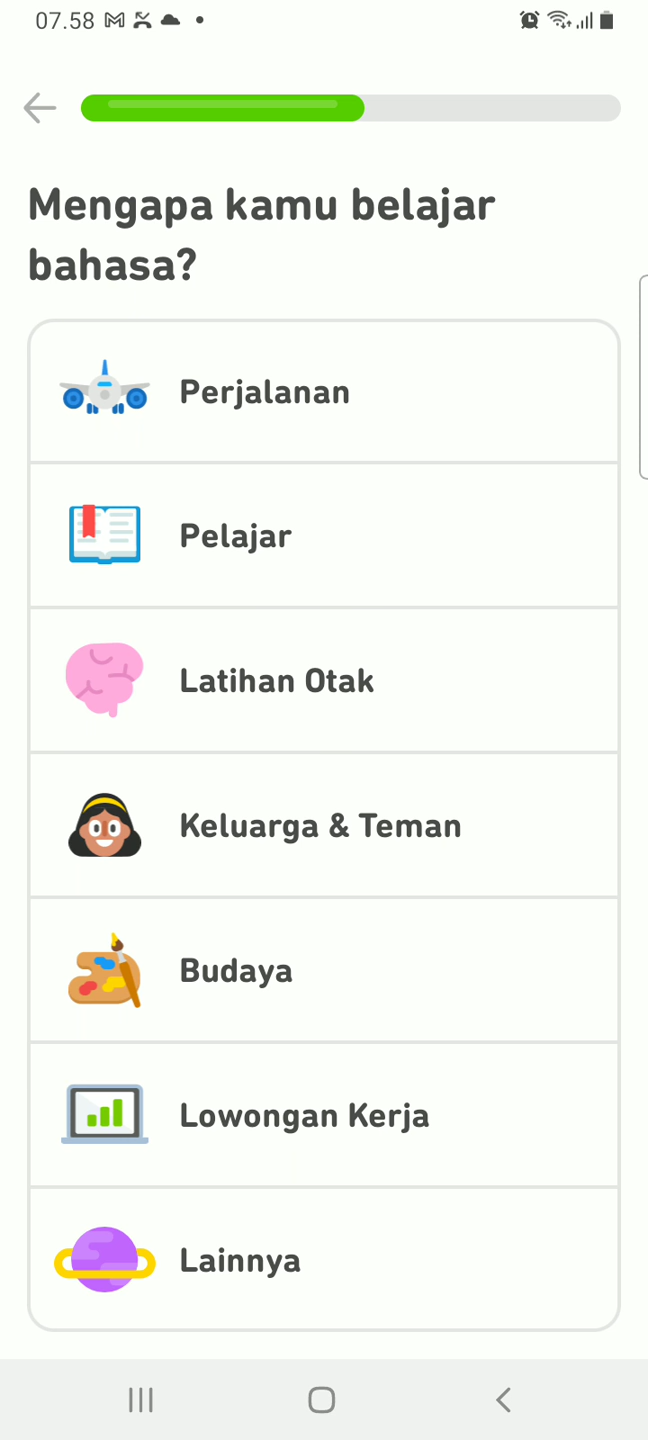 07.58
Mengapa kamu belajar
bahasa?
Perjalanan
Pelajar
Latihan Otak
Keluarga & Teman
Budaya
Lowongan Kerja
Lainnya